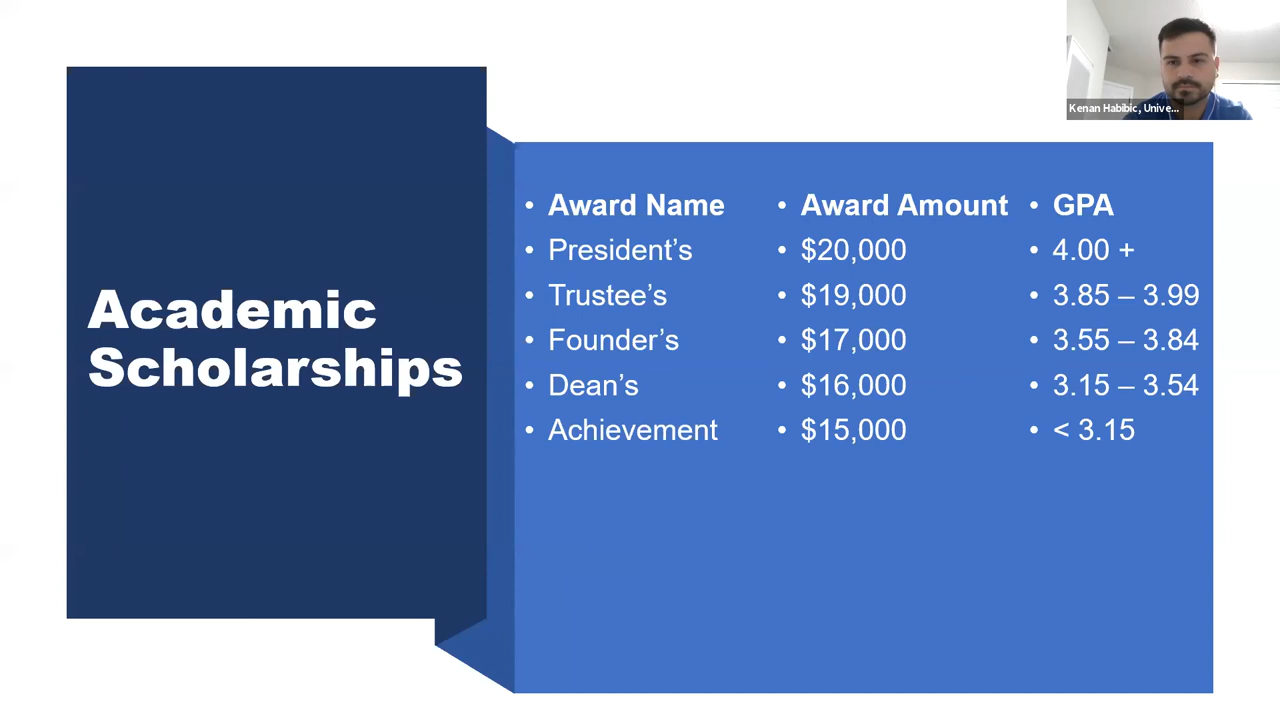 Kenan Habibic, Unive...
Academic
Scholarships
• Award Name • Award Amount • GPA
• President’s • $20,000 • 4.00 +
• Trustee’s • $19,000 • 3.85 – 3.99
• Founder’s • $17,000 • 3.55 – 3.84
• Dean’s • $16,000 • 3.15 – 3.54
• Achievement • $15,000 • < 3.15